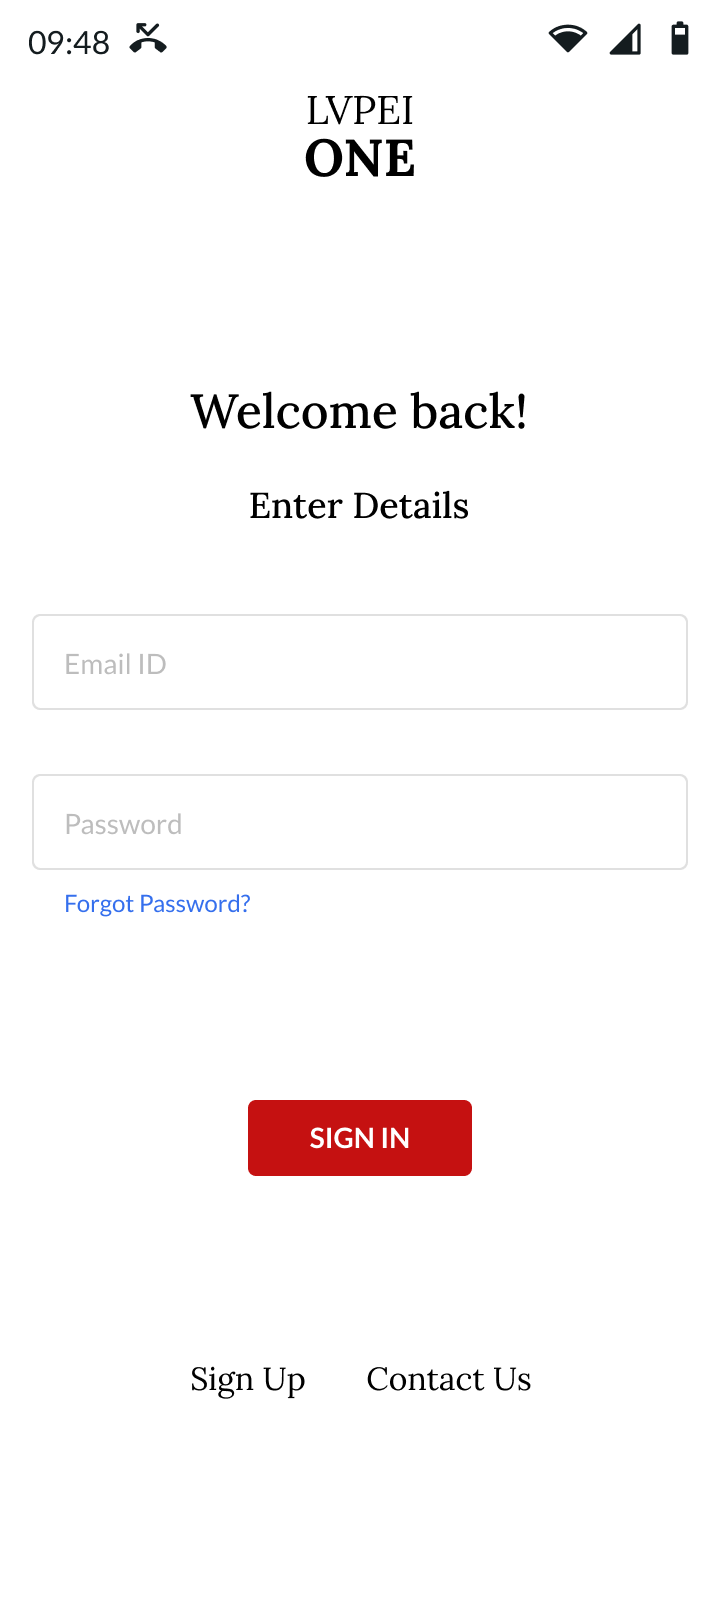 09:48
LVPEI
ONE
Welcome back!
Enter Details
Email ID
Password
Forgot Password?
SIGN IN
Sign Up Contact Us